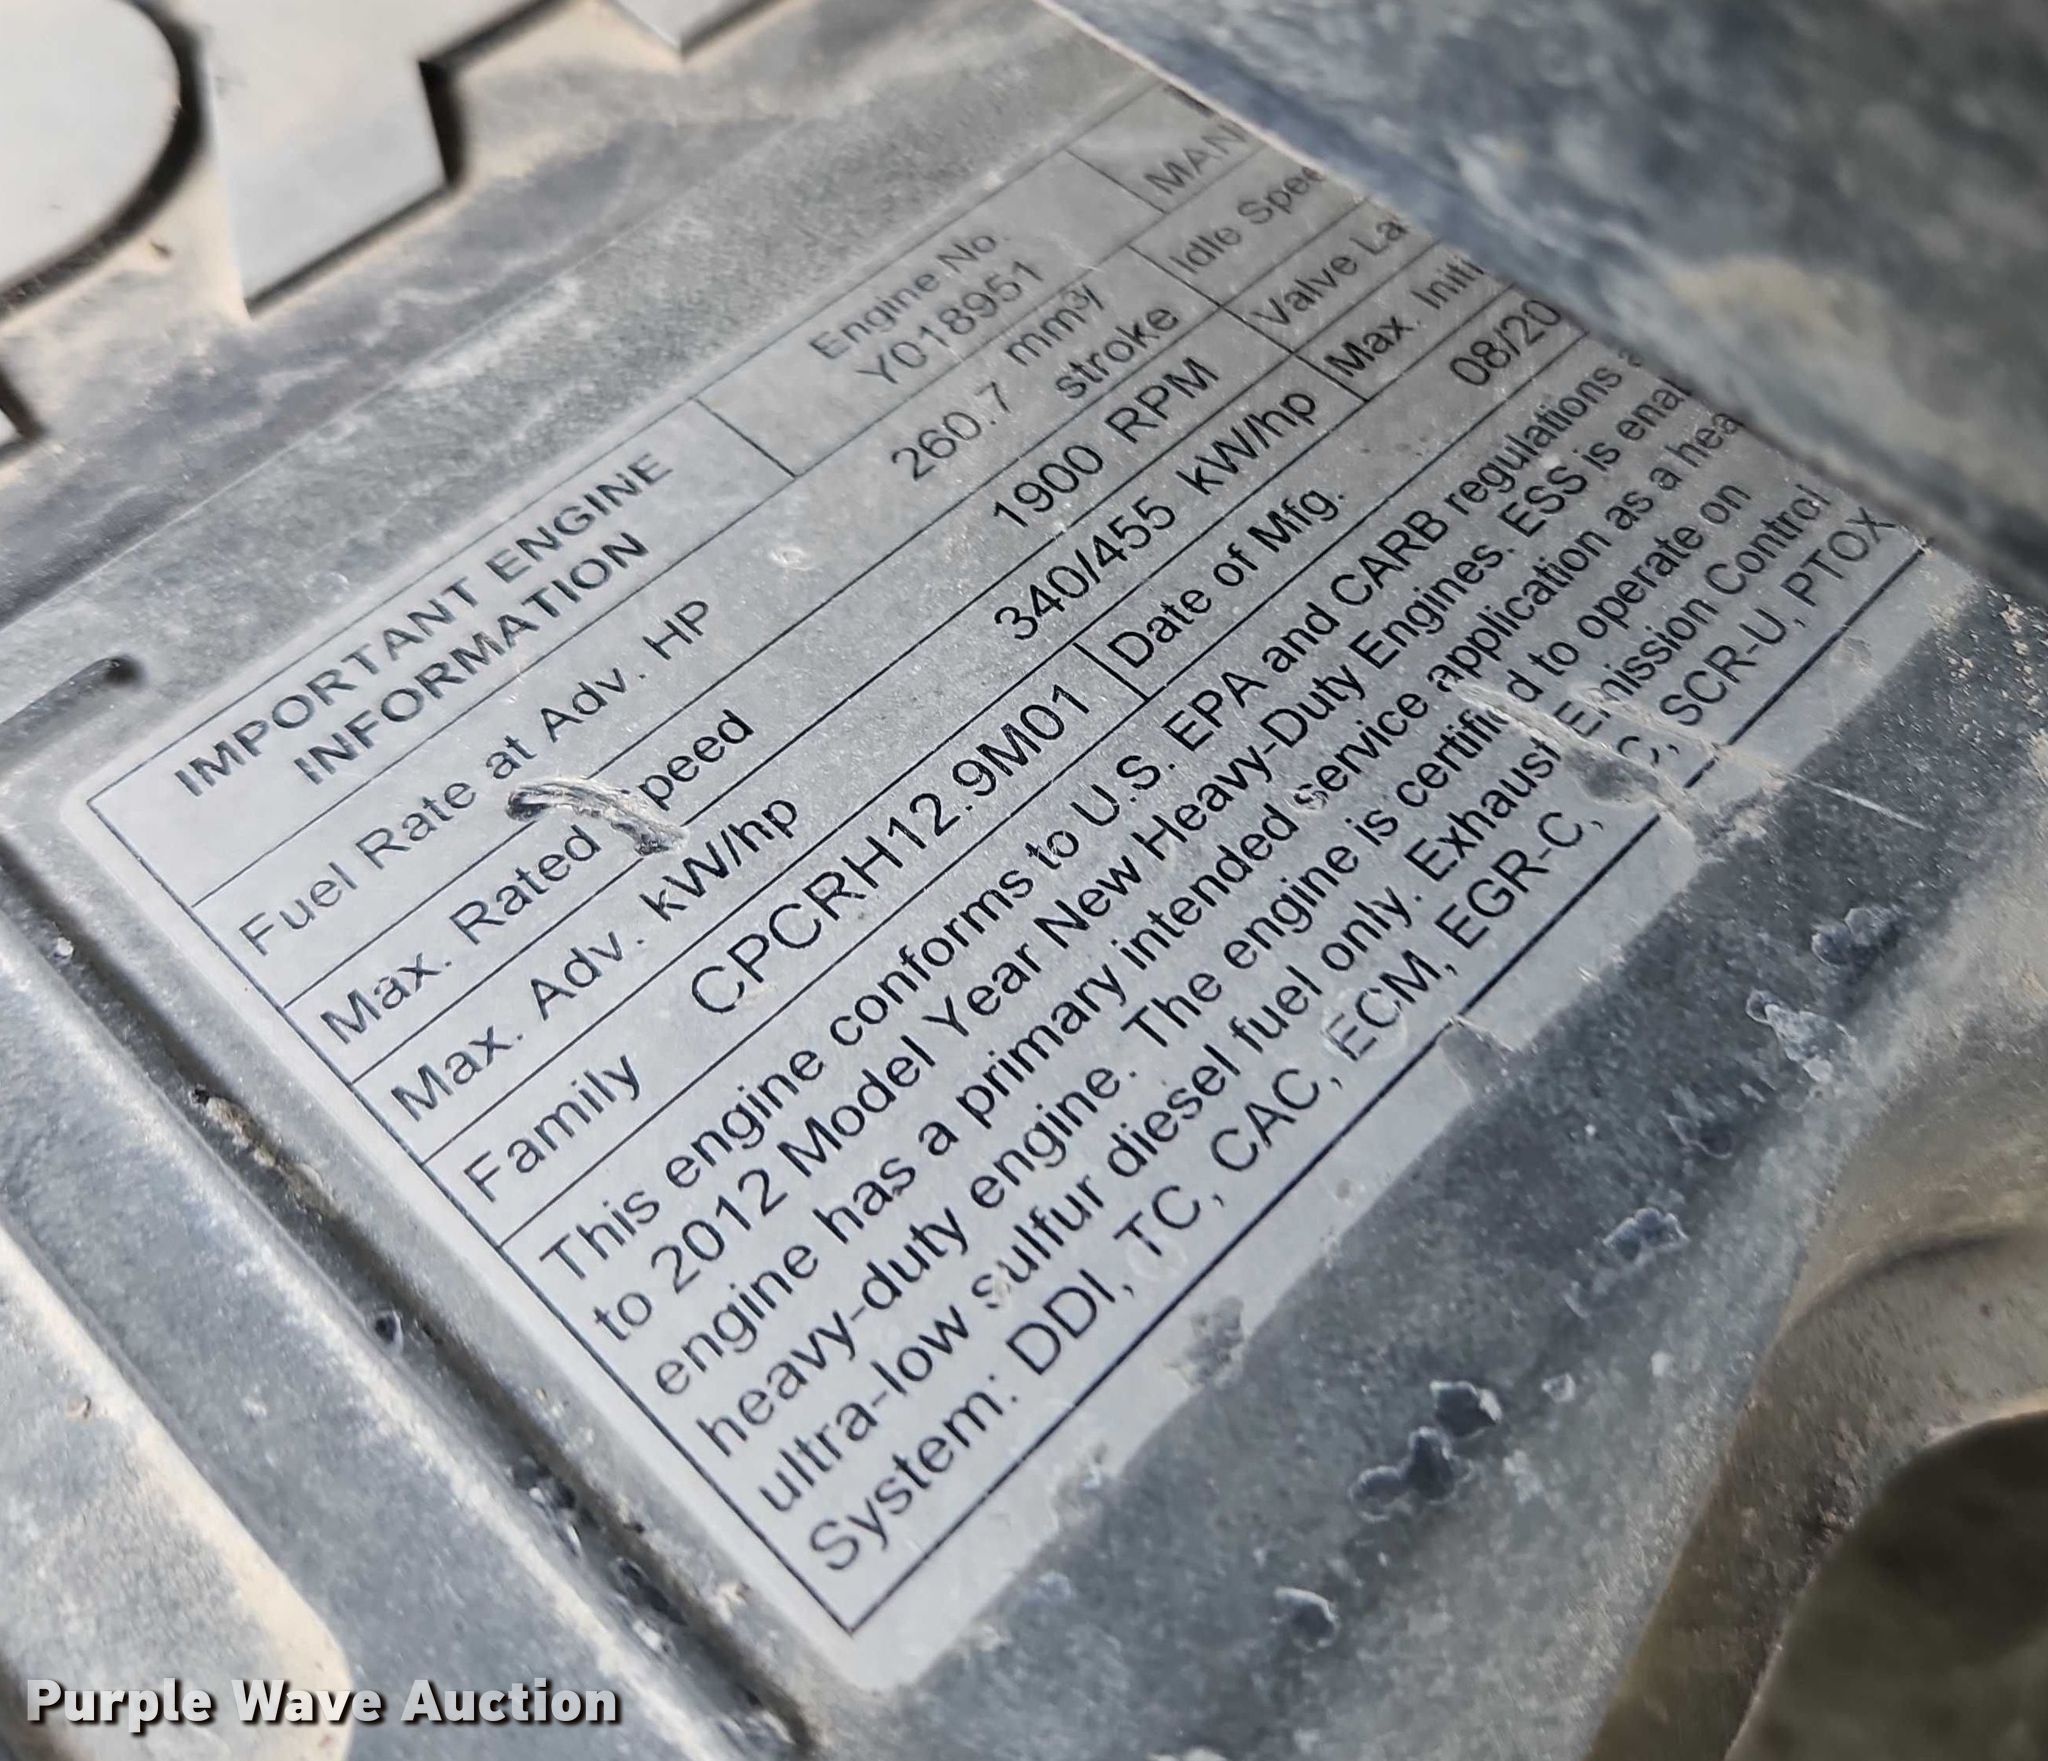 IMPORTANT ENGINE
INFORMATION
Engine No.
Y018951
MAN
Fuel Rate at Adv. HP 260.7 mm³/
stroke
Idle Spee
Max. Rated Speed 1900 RPM Valve La
Max. Adv. kW/hp 340/455 kW/hp Max. Initi
Family CPCRH12.9M01 Date of Mfg. 08/20
This engine conforms to U.S. EPA and CARB regulations a
to 2012 Model Year New Heavy-Duty Engines. ESS is enab
engine has a primary intended service application as a hea
heavy-duty engine. The engine is certifi d to operate on
ultra-low sulfur diesel fuel only. Exhaust Emission Control
System: DDI, TC, CAC, ECM, EGR-C, C, SCR-U, PTOX
Purple Wave Auction